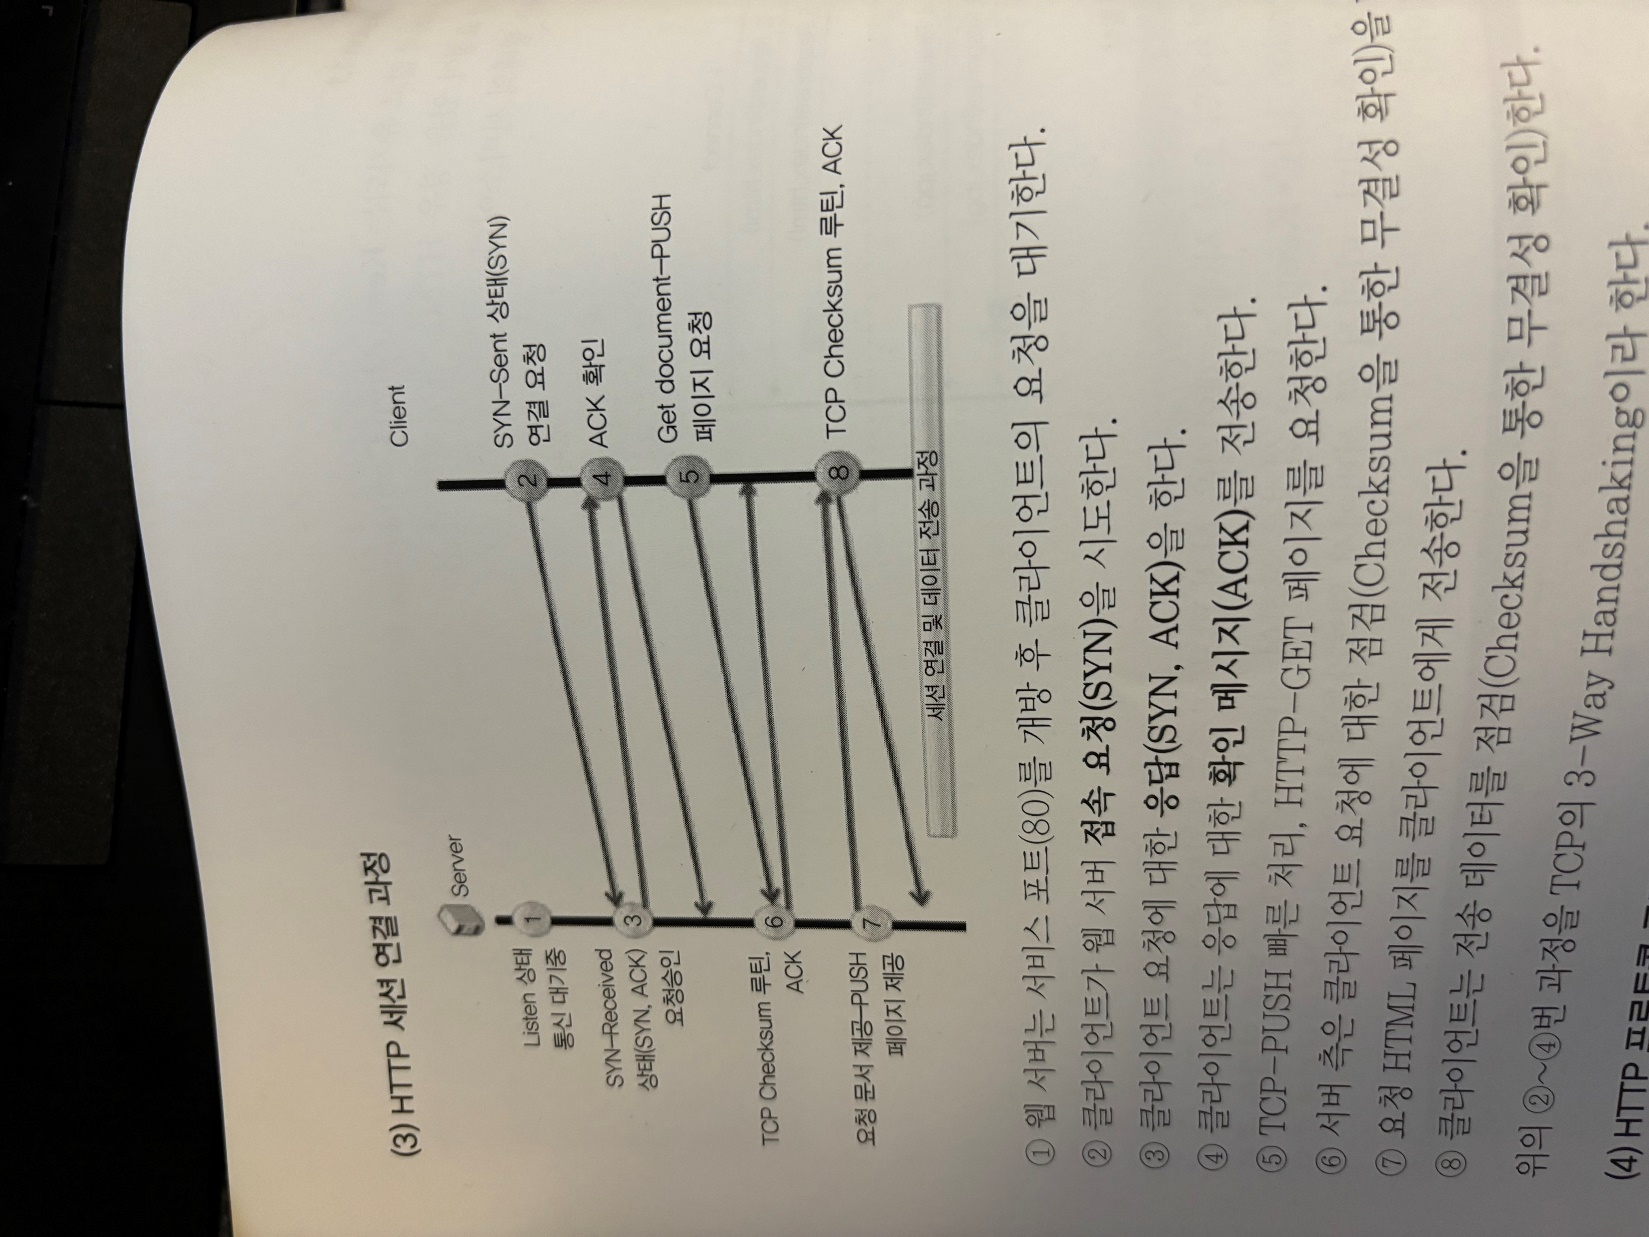 (3) HTTP 세션 연결 과정
Server
Client
Listen 상태
통신 대기중
1
2
SYN-Sent 상태(SYN)
연결 요청
SYN-Received
상태(SYN, ACK)
요청승인
3
4
ACK 확인
5
Get document-PUSH
페이지 요청
TCP Checksum 루틴,
ACK
6
요청 문서 제공-PUSH
페이지 제공
7
8
TCP Checksum 루틴, ACK
세션 연결 및 데이터 전송 과정
① 웹 서버는 서비스 포트(80)를 개방 후 클라이언트의 요청을 대기한다.
② 클라이언트가 웹 서버 접속 요청(SYN)을 시도한다.
③ 클라이언트 요청에 대한 응답(SYN, ACK)을 한다.
④ 클라이언트는 응답에 대한 확인 메시지(ACK)를 전송한다.
⑤ TCP-PUSH 빠른 처리, HTTP-GET 페이지를 요청한다.
⑥ 서버 측은 클라이언트 요청에 대한 점검(Checksum을 통한 무결성 확인)을
⑦ 요청 HTML 페이지를 클라이언트에게 전송한다.
⑧ 클라이언트는 전송 데이터를 점검(Checksum을 통한 무결성 확인)한다.
위의 ②~④번 과정을 TCP의 3-Way Handshaking이라 한다.
(4) HTTP 프로토콜